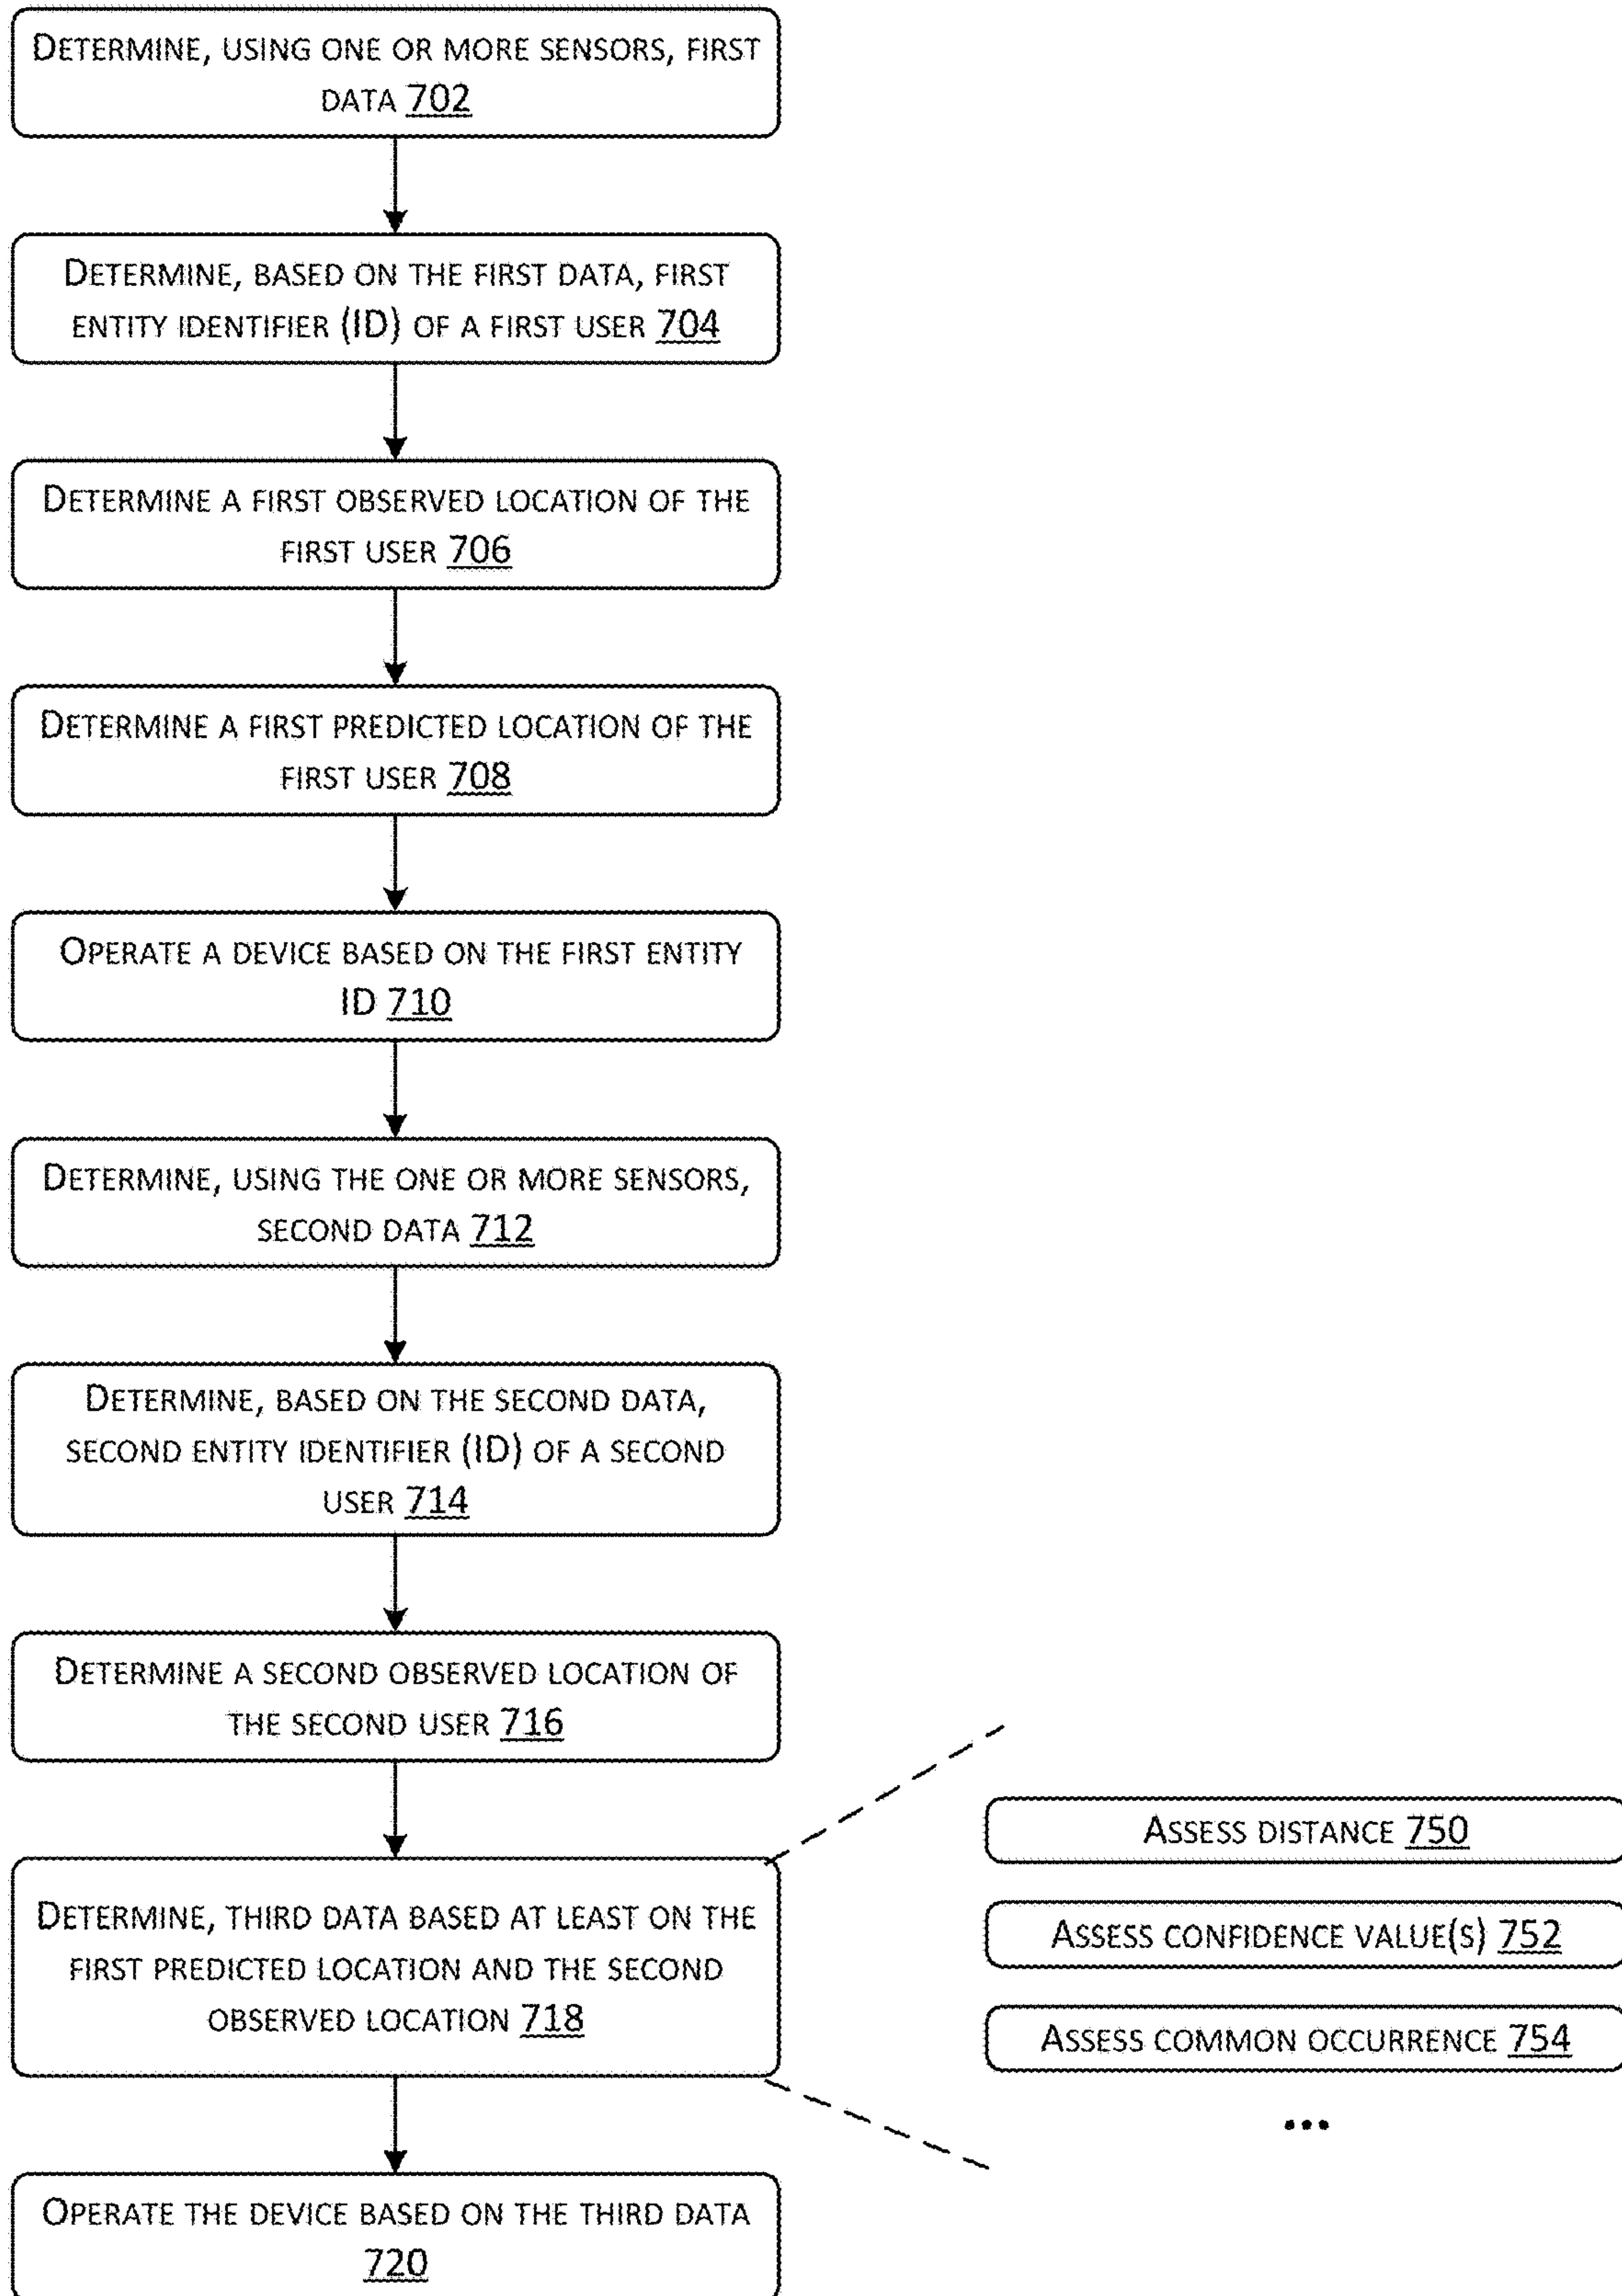 DETERMINE, USING ONE OR MORE SENSORS, FIRST
DATA 702
DETERMINE, BASED ON THE FIRST DATA, FIRST
ENTITY IDENTIFIER (ID) OF A FIRST USER 704
DETERMINE A FIRST OBSERVED LOCATION OF THE
FIRST USER 706
DETERMINE A FIRST PREDICTED LOCATION OF THE
FIRST USER 708
OPERATE A DEVICE BASED ON THE FIRST ENTITY
ID 710
DETERMINE, USING THE ONE OR MORE SENSORS,
SECOND DATA 712
DETERMINE, BASED ON THE SECOND DATA,
SECOND ENTITY IDENTIFIER (ID) OF A SECOND
USER 714
DETERMINE A SECOND OBSERVED LOCATION OF
THE SECOND USER 716
DETERMINE, THIRD DATA BASED AT LEAST ON THE
FIRST PREDICTED LOCATION AND THE SECOND
OBSERVED LOCATION 718
ASSESS DISTANCE 750
ASSESS CONFIDENCE VALUE(S) 752
ASSESS COMMON OCCURRENCE 754
...
OPERATE THE DEVICE BASED ON THE THIRD DATA
720